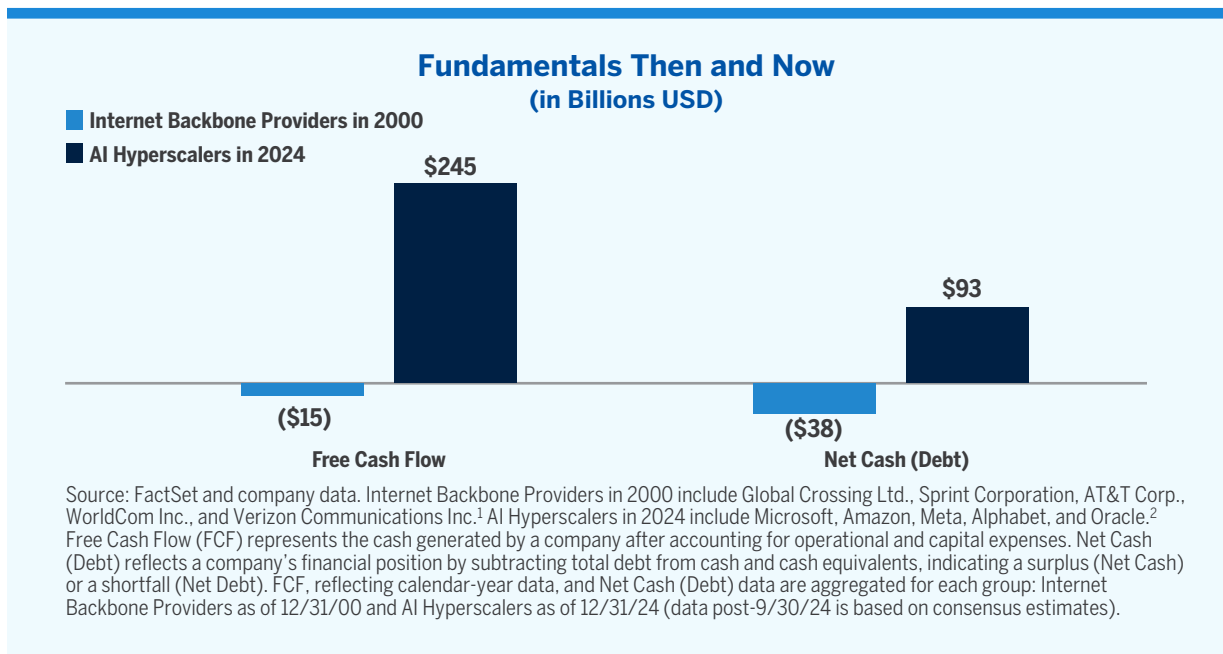 Fundamentals Then and Now
(in Billions USD)
Internet Backbone Providers in 2000
AI Hyperscalers in 2024
$245
$93
($15)
($38)
Free Cash Flow
Net Cash (Debt)
Source: FactSet and company data. Internet Backbone Providers in 2000 include Global Crossing Ltd., Sprint Corporation, AT&T Corp.,
WorldCom Inc., and Verizon Communications Inc.¹ AI Hyperscalers in 2024 include Microsoft, Amazon, Meta, Alphabet, and Oracle.²
Free Cash Flow (FCF) represents the cash generated by a company after accounting for operational and capital expenses. Net Cash
(Debt) reflects a company’s financial position by subtracting total debt from cash and cash equivalents, indicating a surplus (Net Cash)
or a shortfall (Net Debt). FCF, reflecting calendar-year data, and Net Cash (Debt) data are aggregated for each group: Internet
Backbone Providers as of 12/31/00 and AI Hyperscalers as of 12/31/24 (data post-9/30/24 is based on consensus estimates).